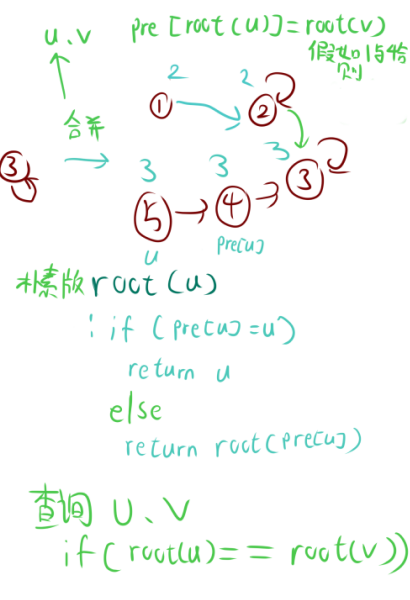 u、v pre[root(u)]=root(v)
假如1与5合并
则
2 2
① ②
合并
③ 3 3 3 ③
⑤ ④
u pre[u]
朴素版 root(u)
: if (pre[u]=u)
return u
else
return root(pre[u])
查询 u、v
if(root(u)== root(v))